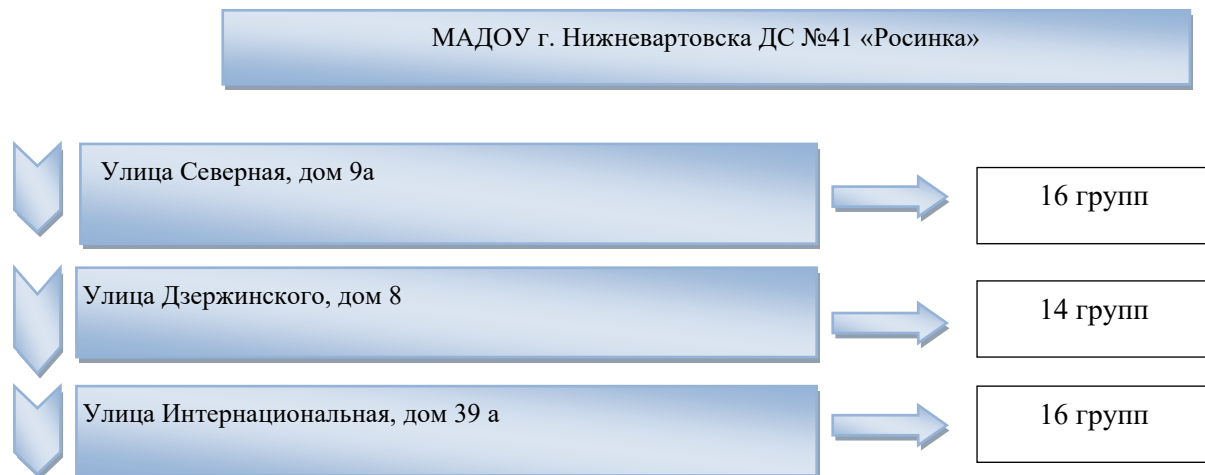 МАДОУ г. Нижневартовска ДС №41 «Росинка»
Улица Северная, дом 9а
16 групп
Улица Дзержинского, дом 8
14 групп
Улица Интернациональная, дом 39 а
16 групп